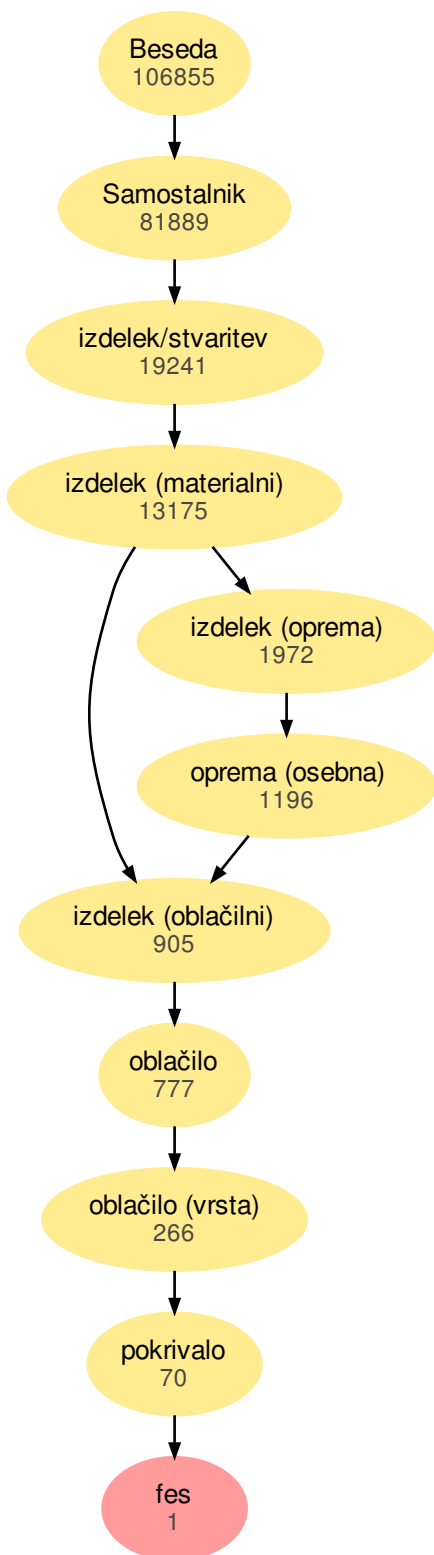 Beseda
106855
Samostalnik
81889
izdelek/stvaritev
19241
izdelek (materialni)
13175
izdelek (oprema)
1972
oprema (osebna)
1196
izdelek (oblačilni)
905
oblačilo
777
oblačilo (vrsta)
266
pokrivalo
70
fes
1